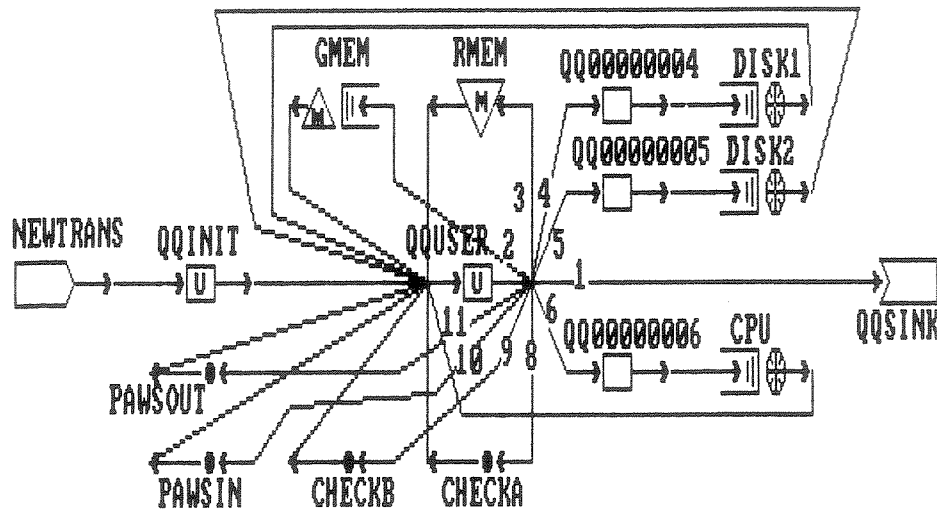 GMEM
RMEM
QQ00000004
DISK1
M
M
QQ00000005
DISK2
3
4
NEWTRANS
QQINIT
QQUSER
2
5
U
U
1
6
QQSINK
11
10
9
8
QQ00000006
CPU
PAWSOUT
PAWSIN
CHECKB
CHECKA